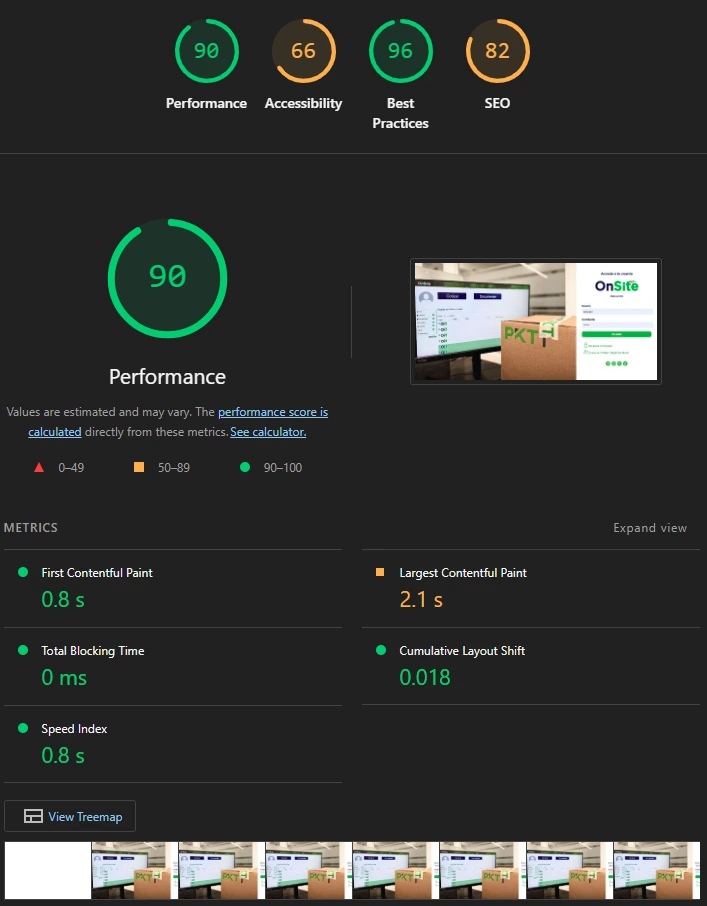 90
66
96
82
Performance
Accessibility
Best
Practices
SEO
90
Performance
Values are estimated and may vary. The performance score is
calculated directly from these metrics. See calculator.
0–49
50–89
90–100
OnSite
PKT
METRICS
Expand view
First Contentful Paint
0.8 s
Largest Contentful Paint
2.1 s
Total Blocking Time
0 ms
Cumulative Layout Shift
0.018
Speed Index
0.8 s
View Treemap